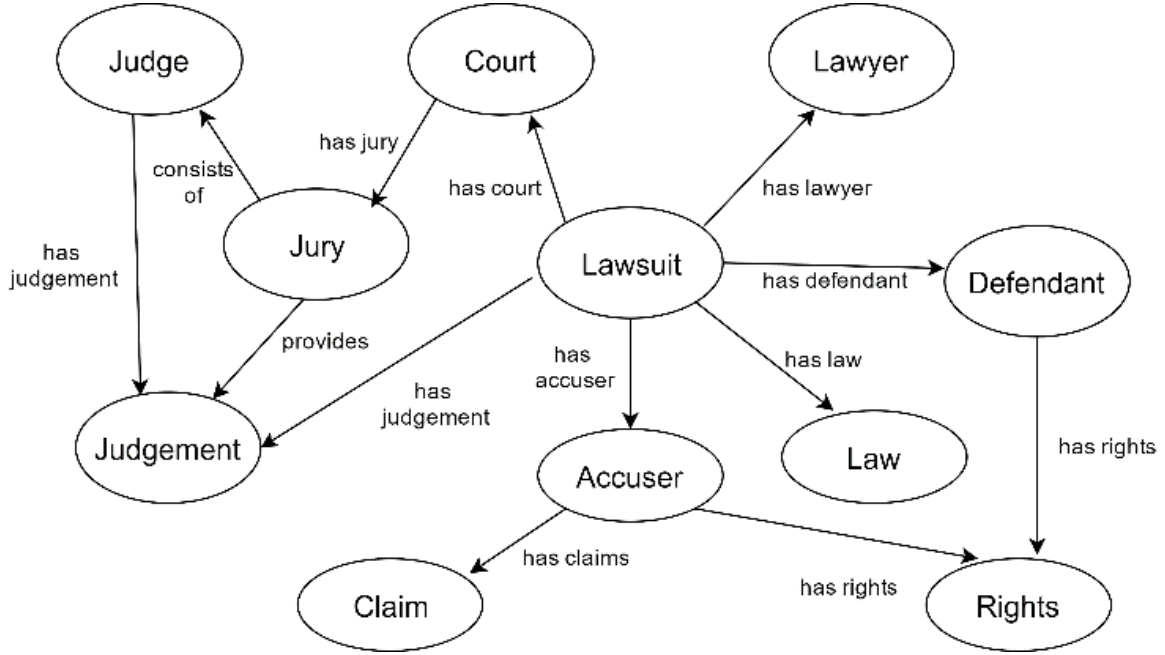 Judge
Court
Lawyer
has jury
consists
of
has court
has lawyer
Jury
Lawsuit
has
judgement
has defendant
Defendant
provides
has
accuser
has law
has
judgement
Judgement
Accuser
Law
has rights
has claims
has rights
Claim
Rights